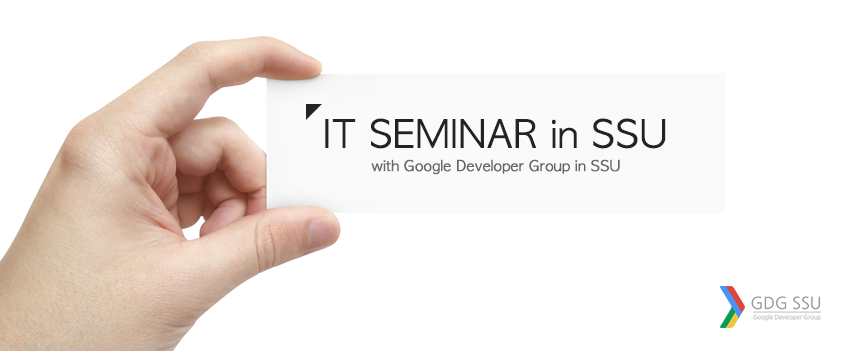 IT SEMINAR in SSU
with Google Developer Group in SSU
GDG SSU
Google Developer Group